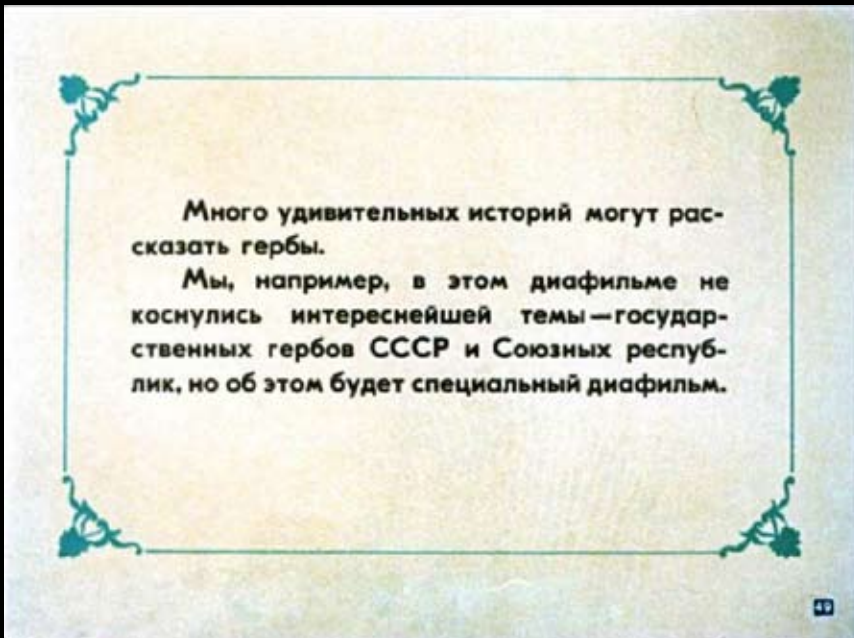 Много удивительных историй могут рас-
сказать гербы.
Мы, например, в этом диафильме не
коснулись интереснейшей темы—государ-
ственных гербов СССР и Союзных респуб-
лик, но об этом будет специальный диафильм.
49